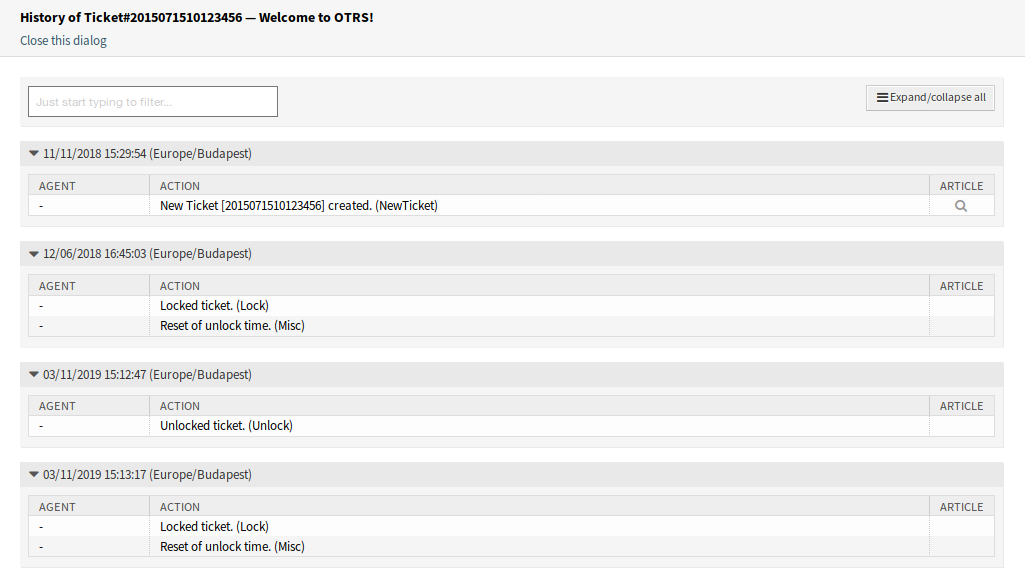 History of Ticket#2015071510123456 — Welcome to OTRS!
Close this dialog
Just start typing to filter...
Expand/collapse all
11/11/2018 15:29:54 (Europe/Budapest)
AGENT ACTION ARTICLE
- New Ticket [2015071510123456] created. (NewTicket)
12/06/2018 16:45:03 (Europe/Budapest)
AGENT ACTION ARTICLE
- Locked ticket. (Lock)
- Reset of unlock time. (Misc)
03/11/2019 15:12:47 (Europe/Budapest)
AGENT ACTION ARTICLE
- Unlocked ticket. (Unlock)
03/11/2019 15:13:17 (Europe/Budapest)
AGENT ACTION ARTICLE
- Locked ticket. (Lock)
- Reset of unlock time. (Misc)